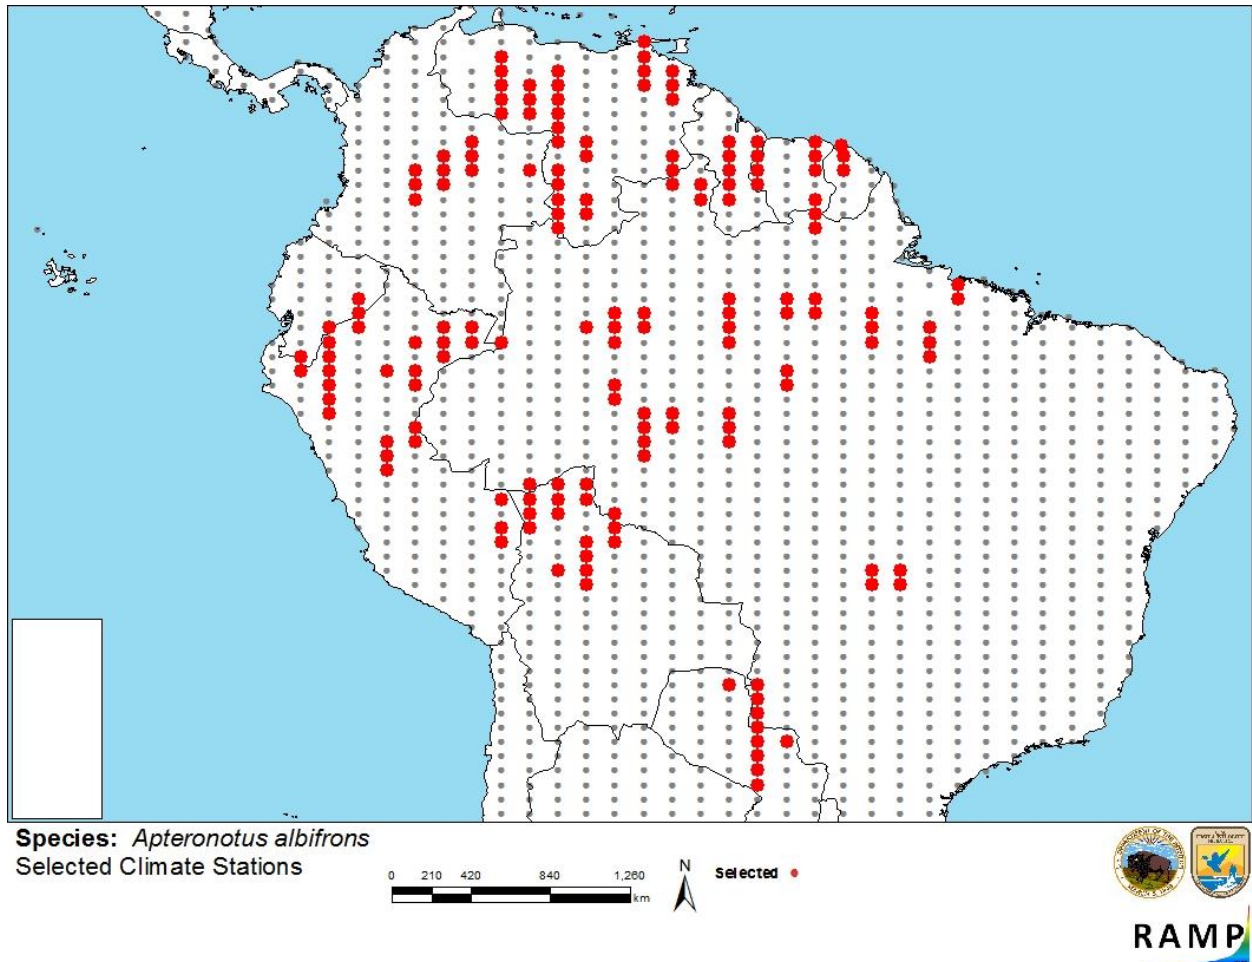 Species: Apteronotus albifrons
Selected Climate Stations
0 210 420 840 1,260
km
N
Selected
RAMP